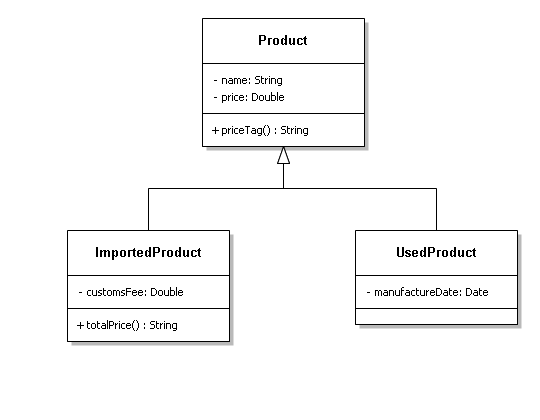 Product
- name: String
- price: Double
+ priceTag() : String
ImportedProduct
- customsFee: Double
+ totalPrice() : String
UsedProduct
- manufactureDate: Date